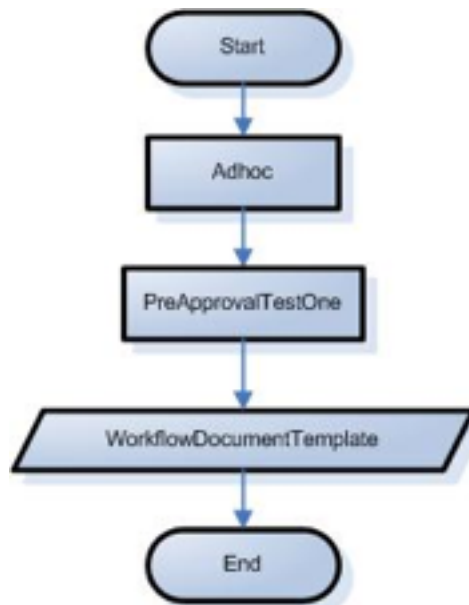 Start
Adhoc
PreApprovalTestOne
WorkflowDocumentTemplate
End